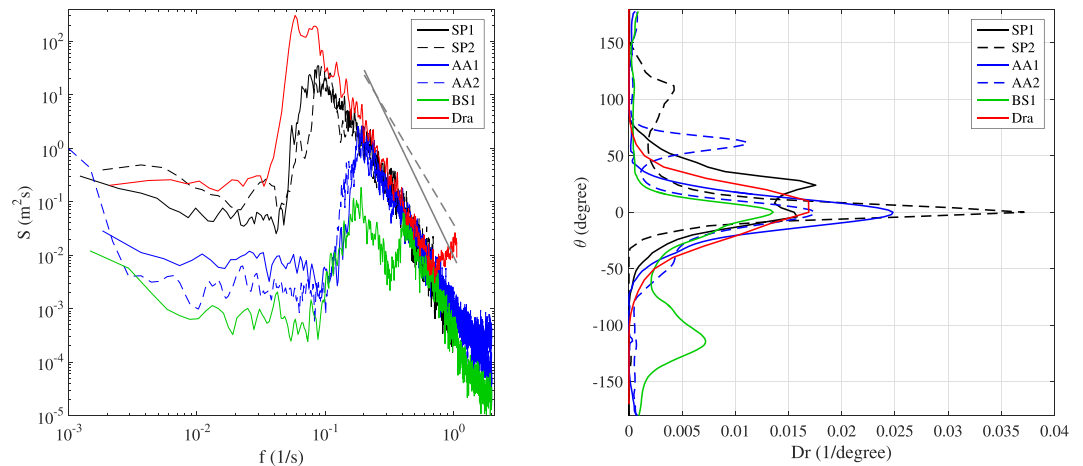 10^2
10^1
10^0
10^-1
10^-2
10^-3
10^-4
10^-5
S (m^2s)
10^-3
10^-2
10^-1
10^0
f (1/s)
SP1
SP2
AA1
AA2
BS1
Dra
150
100
50
0
-50
-100
-150
θ (degree)
0
0.005
0.01
0.015
0.02
0.025
0.03
0.035
0.04
Dr (1/degree)
SP1
SP2
AA1
AA2
BS1
Dra